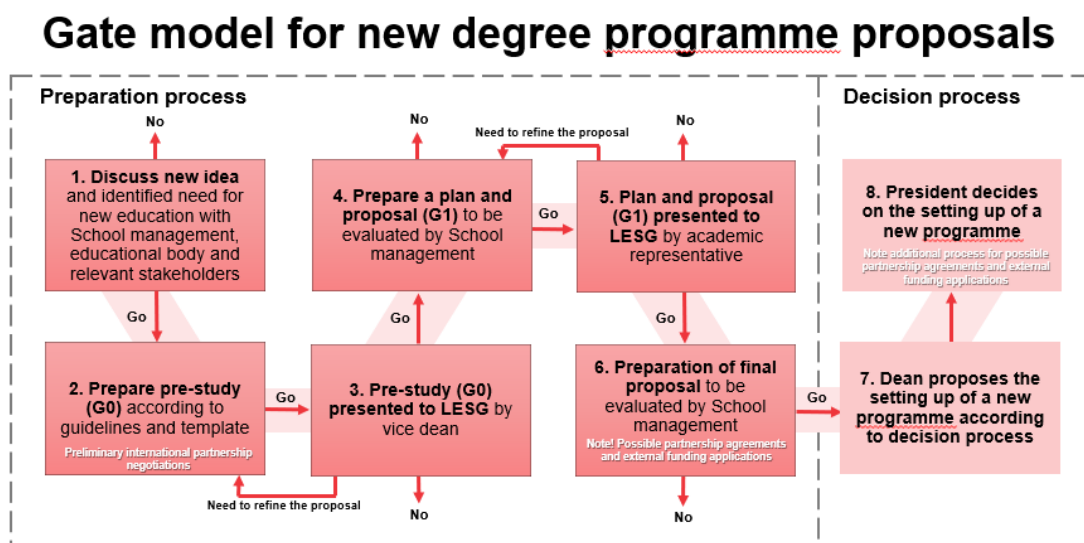 Gate model for new degree programme proposals
Preparation process
Decision process
No
1. Discuss new idea
and identified need for
new education with
School management,
educational body and
relevant stakeholders
Go
2. Prepare pre-study
(G0) according to
guidelines and template
Preliminary international partnership
negotiations
Go
3. Pre-study (G0)
presented to LESG by
vice dean
Need to refine the proposal
No
Go
No
4. Prepare a plan and
proposal (G1) to be
evaluated by School
management
Need to refine the proposal
Go
No
5. Plan and proposal
(G1) presented to
LESG by academic
representative
Go
6. Preparation of final
proposal to be
evaluated by School
management
Note! Possible partnership agreements
and external funding applications
No
Go
7. Dean proposes the
setting up of a new
programme according
to decision process
8. President decides
on the setting up of a
new programme
Note additional process for possible
partnership agreements and external
funding applications